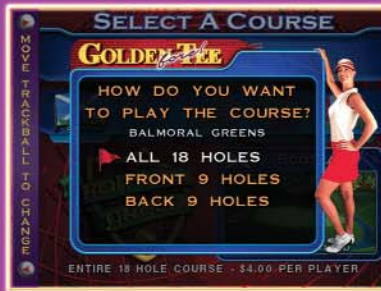 SELECT A COURSE
GOLDEN TEE
Fore!
HOW DO YOU WANT
TO PLAY THE COURSE?
BALMORAL GREENS
ALL 18 HOLES
FRONT 9 HOLES
BACK 9 HOLES
MOVE TRACKBALL TO CHANGE
ENTIRE 18 HOLE COURSE - $4.00 PER PLAYER